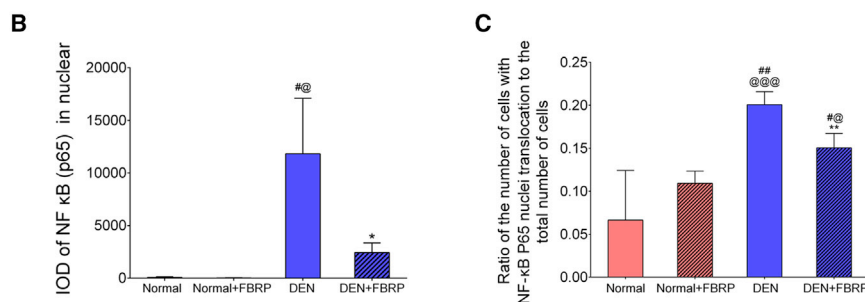 B
IOD of NF κB (p65) in nuclear
20000
15000
10000
5000
0
#@
*
Normal
Normal+FBRP
DEN
DEN+FBRP
C
Ratio of the number of cells with
NF-κB P65 nuclei translocation to the
total number of cells
0.25
0.20
0.15
0.10
0.05
0.00
##
@@@
#@
**
Normal
Normal+FBRP
DEN
DEN+FBRP